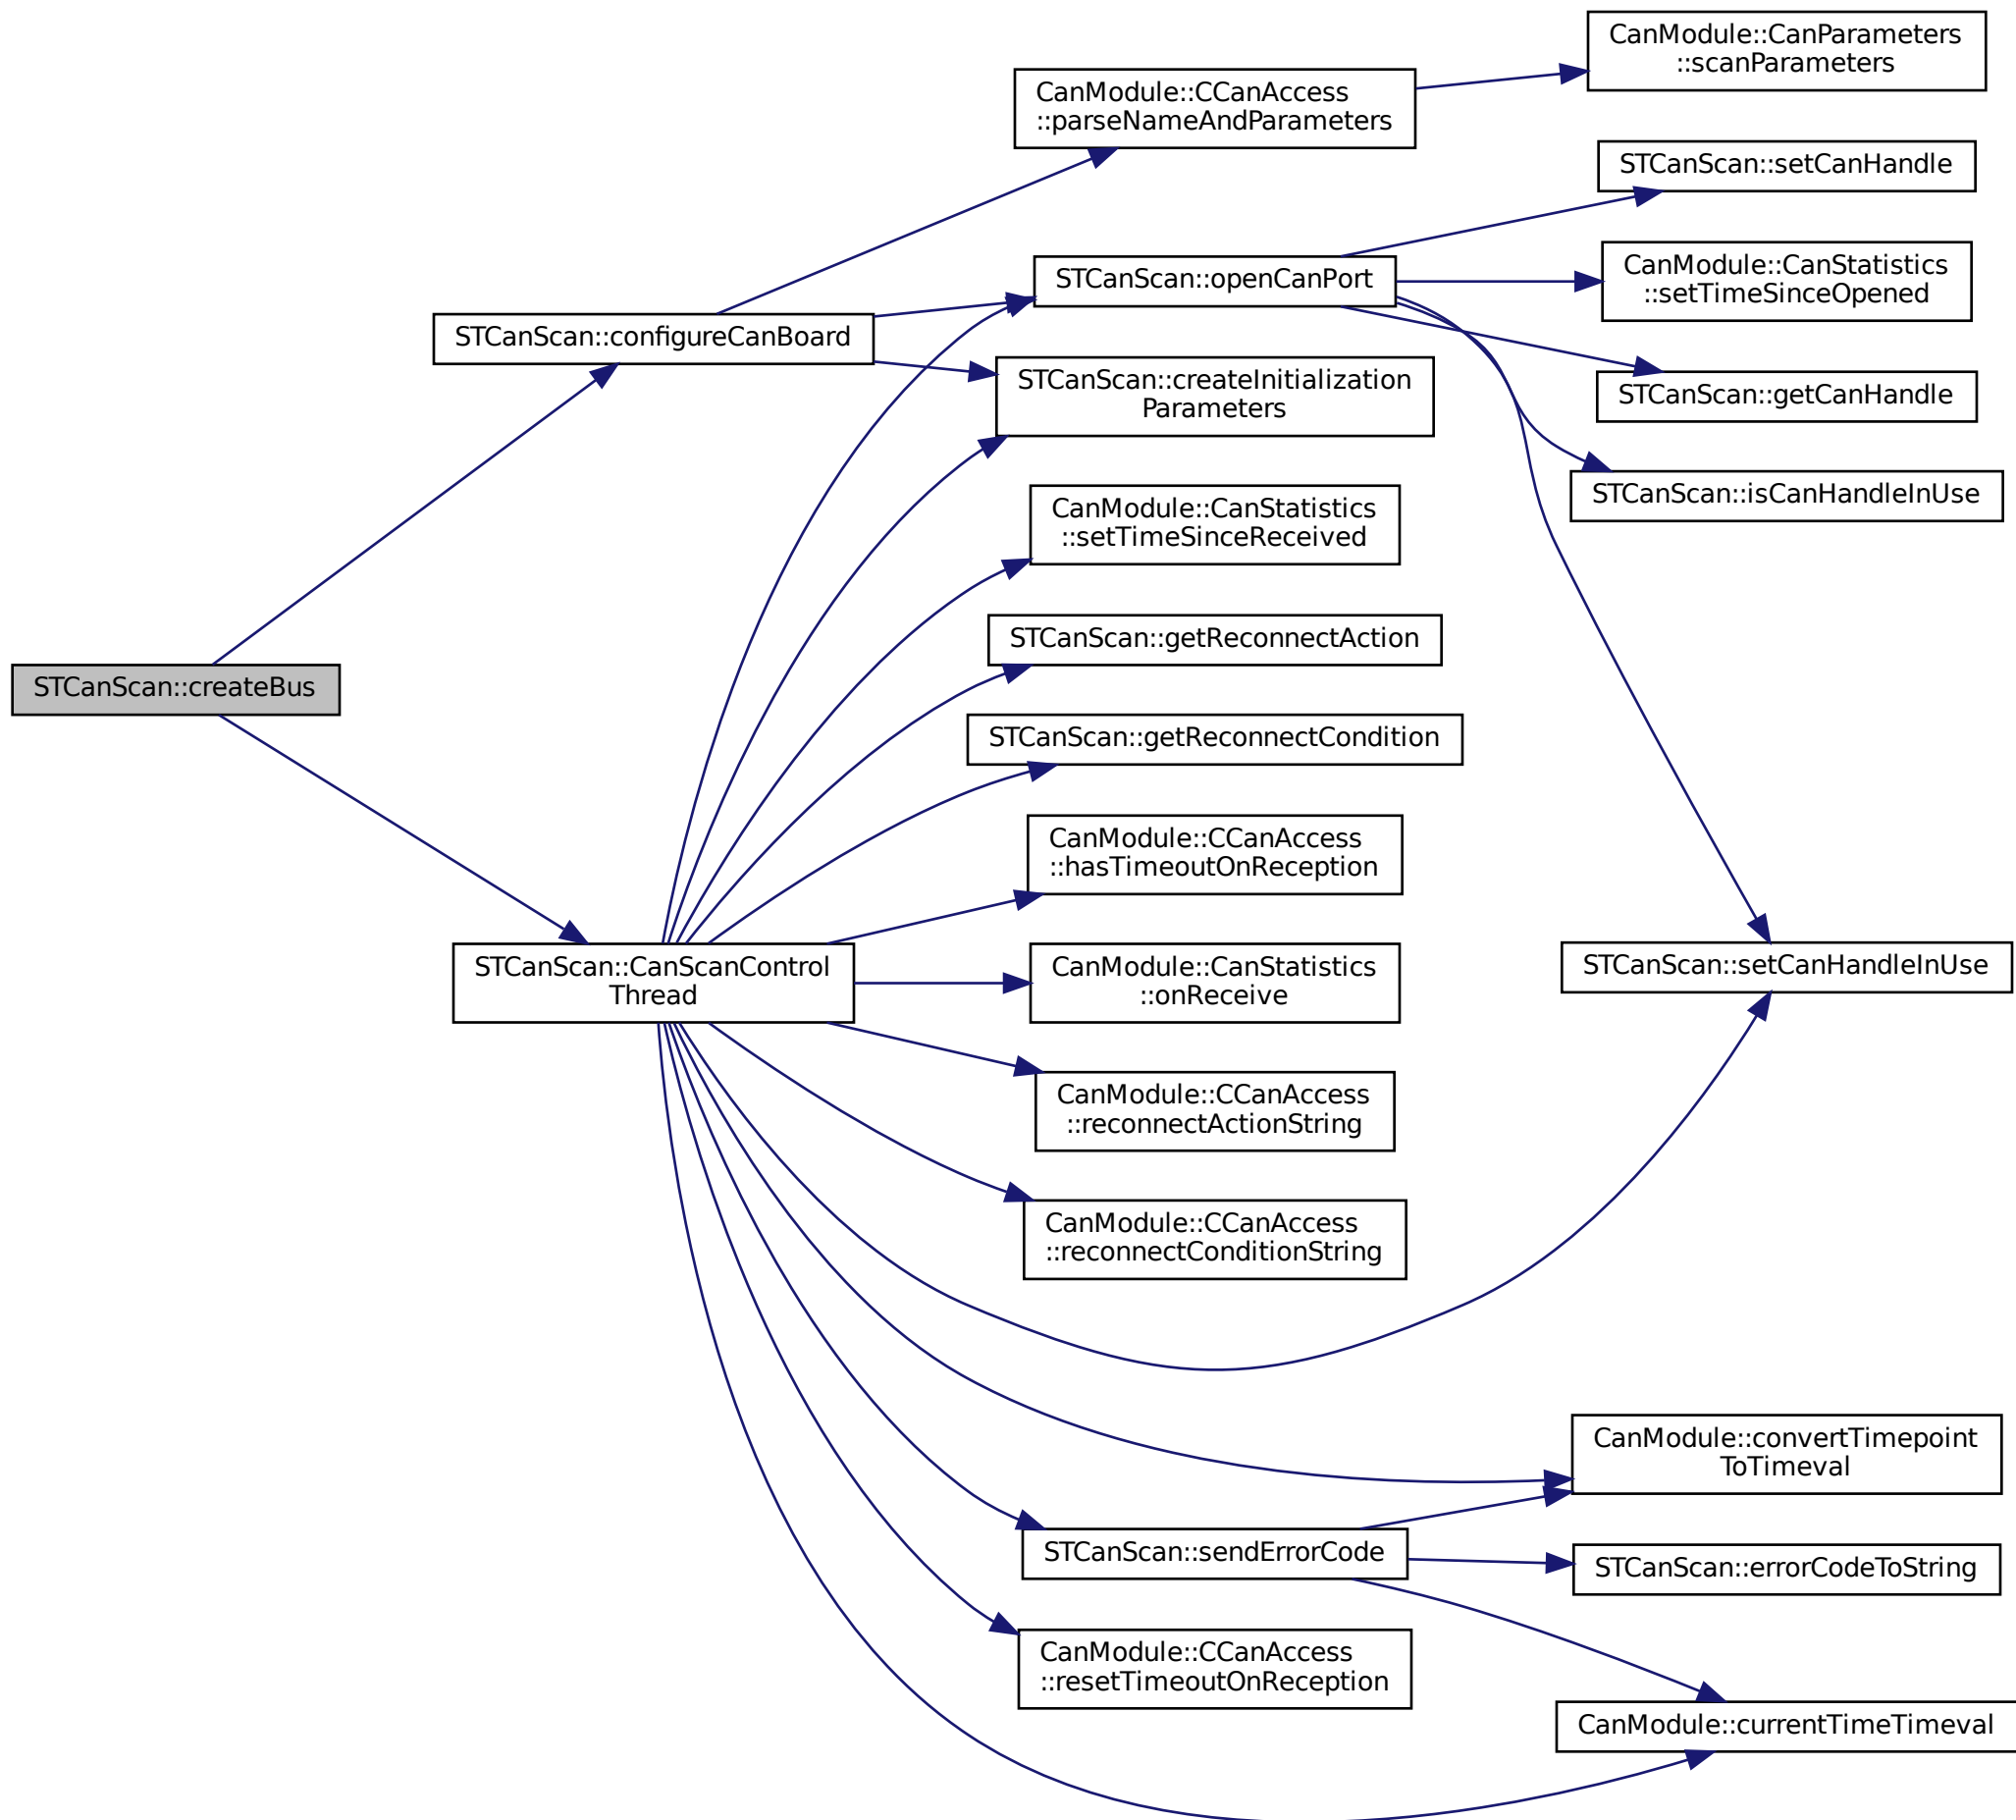 STCanScan::createBus
STCanScan::configureCanBoard
STCanScan::CanScanControl
Thread
CanModule::CCanAccess
::parseNameAndParameters
STCanScan::openCanPort
STCanScan::createInitialization
Parameters
CanModule::CanStatistics
::setTimeSinceReceived
STCanScan::getReconnectAction
STCanScan::getReconnectCondition
CanModule::CCanAccess
::hasTimeoutOnReception
CanModule::CanStatistics
::onReceive
CanModule::CCanAccess
::reconnectActionString
CanModule::CCanAccess
::reconnectConditionString
STCanScan::sendErrorCode
CanModule::CCanAccess
::resetTimeoutOnReception
CanModule::CanParameters
::scanParameters
STCanScan::setCanHandle
CanModule::CanStatistics
::setTimeSinceOpened
STCanScan::getCanHandle
STCanScan::isCanHandleInUse
STCanScan::setCanHandleInUse
CanModule::convertTimepoint
ToTimeval
STCanScan::errorCodeToString
CanModule::currentTimeTimeval